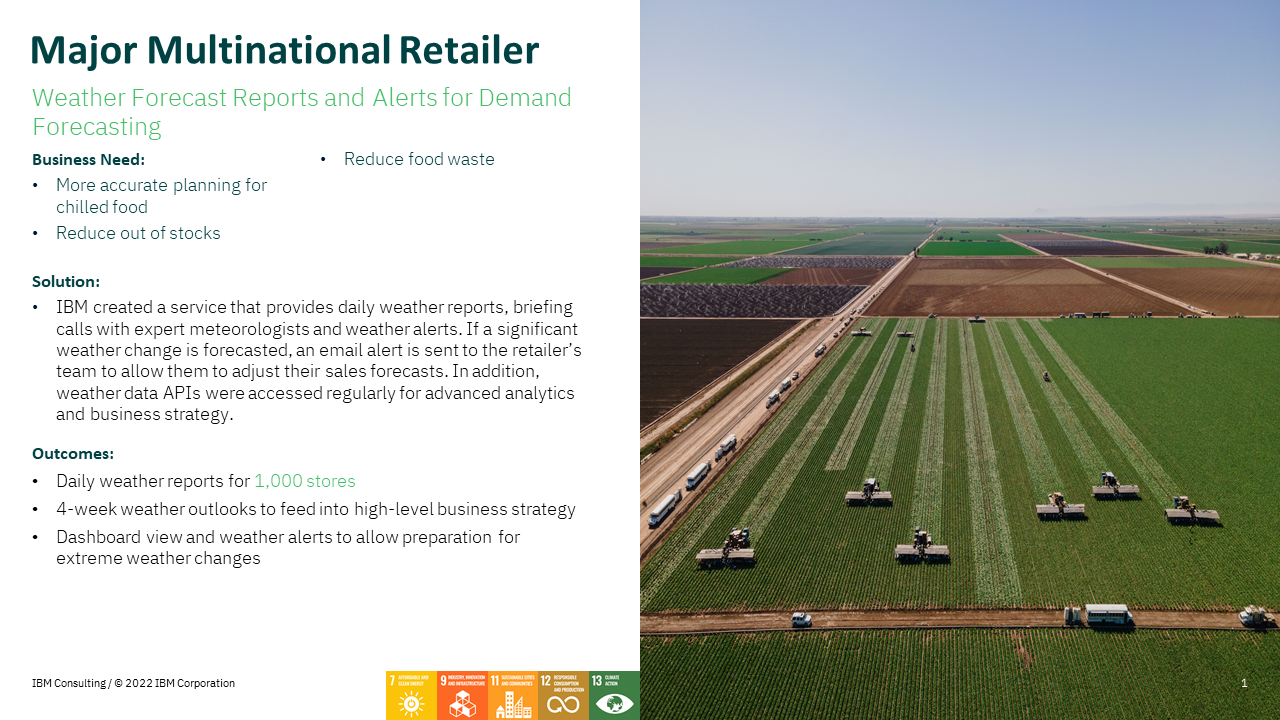 Major Multinational Retailer
Weather Forecast Reports and Alerts for Demand
Forecasting
Business Need:
• More accurate planning for
chilled food
• Reduce out of stocks
• Reduce food waste
Solution:
• IBM created a service that provides daily weather reports, briefing
calls with expert meteorologists and weather alerts. If a significant
weather change is forecasted, an email alert is sent to the retailer’s
team to allow them to adjust their sales forecasts. In addition,
weather data APIs were accessed regularly for advanced analytics
and business strategy.
Outcomes:
• Daily weather reports for 1,000 stores
• 4-week weather outlooks to feed into high-level business strategy
• Dashboard view and weather alerts to allow preparation for
extreme weather changes
IBM Consulting / © 2022 IBM Corporation
7 AFFORDABLE AND
CLEAN ENERGY
9 INDUSTRY, INNOVATION
AND INFRASTRUCTURE
11 SUSTAINABLE CITIES
AND COMMUNITIES
12 RESPONSIBLE
CONSUMPTION
AND PRODUCTION
13 CLIMATE
ACTION
1